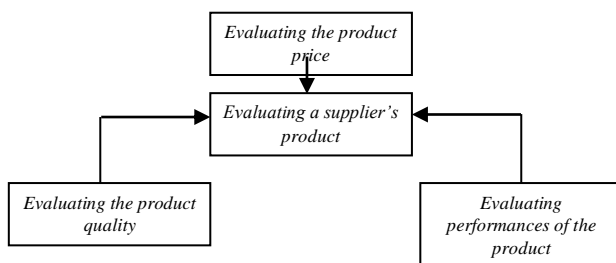 Evaluating the product
price
Evaluating a supplier's
product
Evaluating the product
quality
Evaluating
performances of the
product